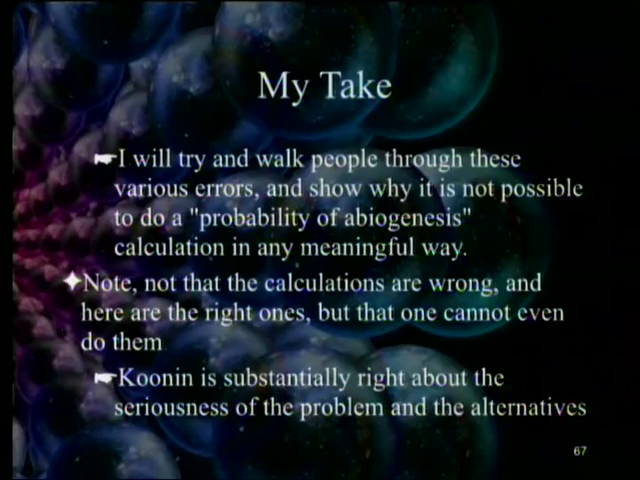 My Take
I will try and walk people through these
various errors, and show why it is not possible
to do a "probability of abiogenesis"
calculation in any meaningful way.
Note, not that the calculations are wrong, and
here are the right ones, but that one cannot even
do them
Koonin is substantially right about the
seriousness of the problem and the alternatives
67